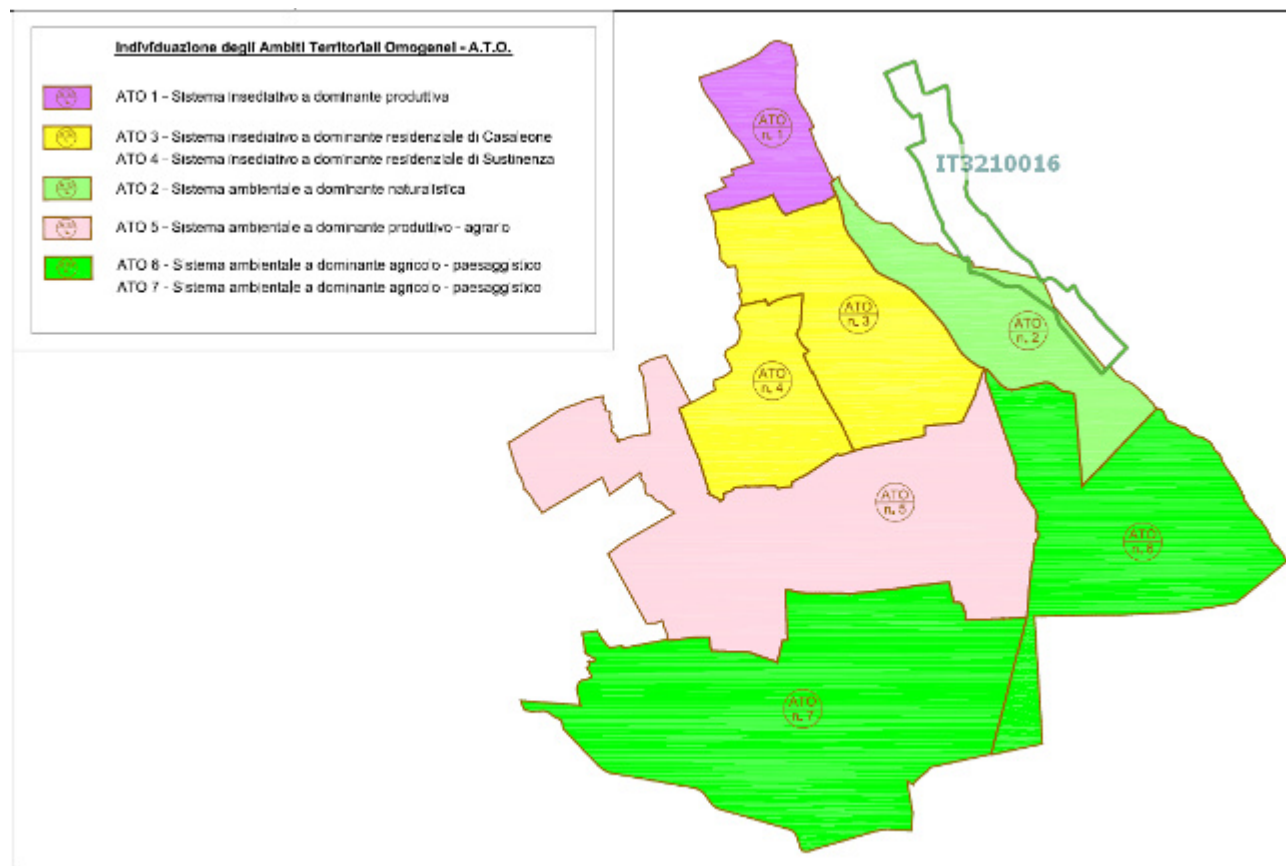 Individuazione degli Ambiti Territoriali Omogenei - A.T.O.
ATO 1 - Sistema insediativo a dominante produttiva
ATO 3 - Sistema insediativo a dominante residenziale di Casaleone
ATO 4 - Sistema insediativo a dominante residenziale di Sustinenza
ATO 2 - Sistema ambientale a dominante naturalistica
ATO 5 - Sistema ambientale a dominante produttivo - agrario
ATO 6 - Sistema ambientale a dominante agricolo - paesaggistico
ATO 7 - Sistema ambientale a dominante agricolo - paesaggistico
ATO
n. 1
IT3210016
ATO
n. 3
ATO
n. 2
ATO
n. 4
ATO
n. 5
ATO
n. 6
ATO
n. 7